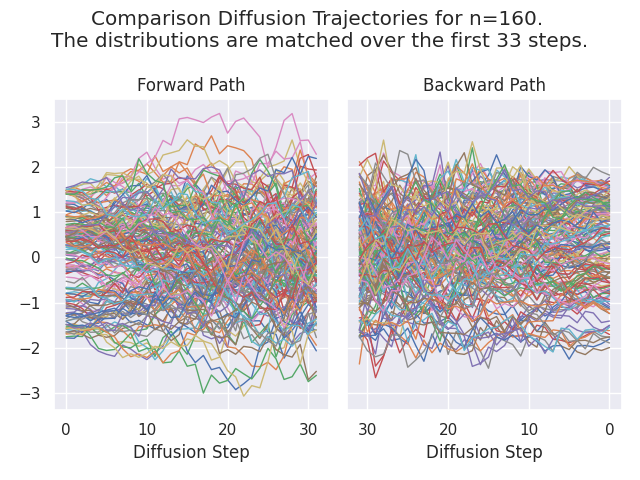 Comparison Diffusion Trajectories for n=160.
The distributions are matched over the first 33 steps.
Forward Path
Backward Path
3
2
1
0
−1
−2
−3
0 10 20 30
30 20 10 0
Diffusion Step
Diffusion Step